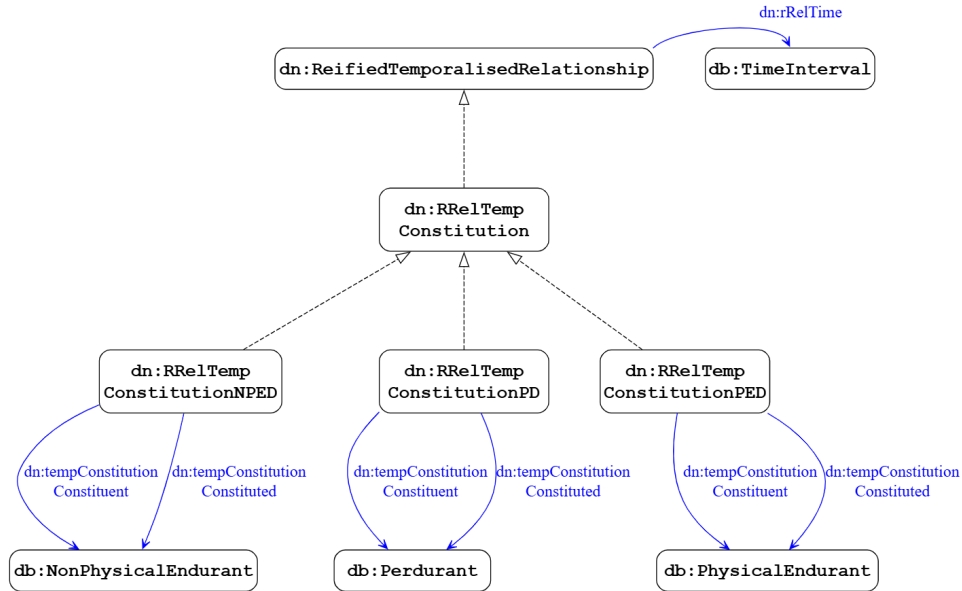 dn:rRelTime
dn:ReifiedTemporalisedRelationship
db:TimeInterval
dn:RRelTemp
Constitution
dn:RRelTemp
ConstitutionNPED
dn:RRelTemp
ConstitutionPD
dn:RRelTemp
ConstitutionPED
dn:tempConstitution
Constituent
dn:tempConstitution
Constituted
dn:tempConstitution
Constituent
dn:tempConstitution
Constituted
dn:tempConstitution
Constituent
dn:tempConstitution
Constituted
db:NonPhysicalEndurant
db:Perdurant
db:PhysicalEndurant